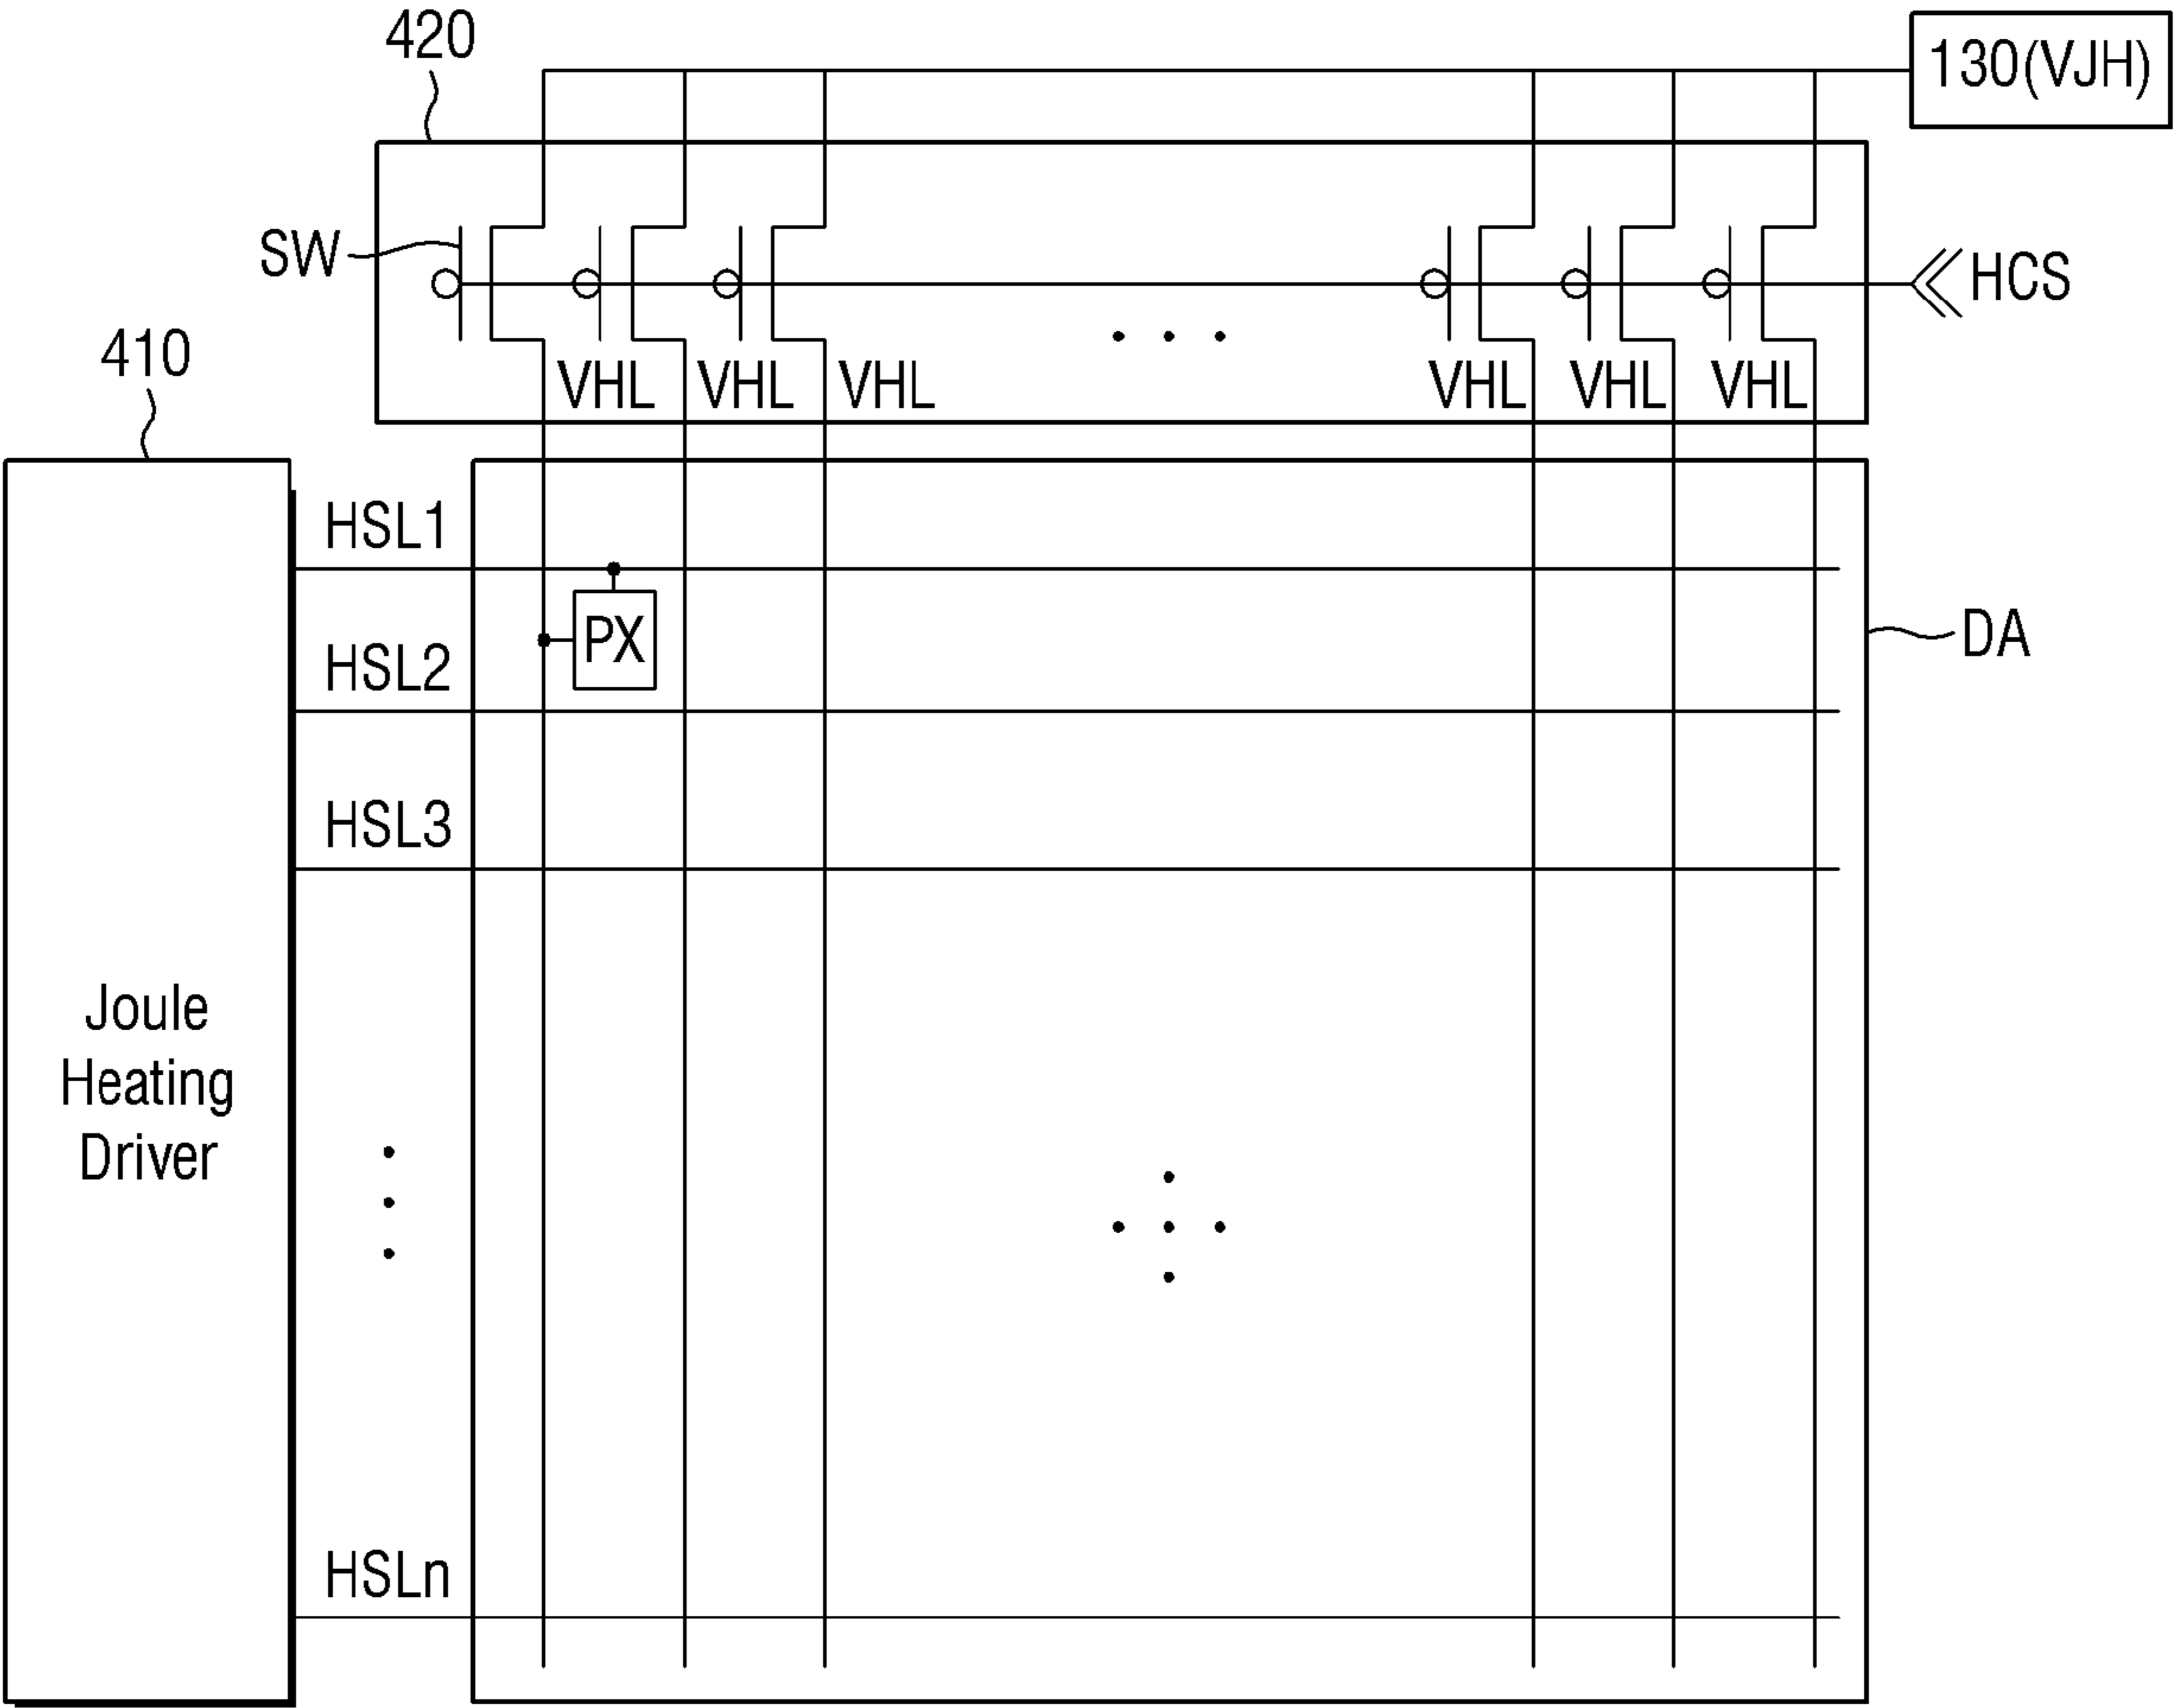 420
130(VJH)
SW
HCS
410
VHL VHL VHL VHL VHL VHL
HSL1
PX
DA
HSL2
HSL3
Joule
Heating
Driver
HSLn